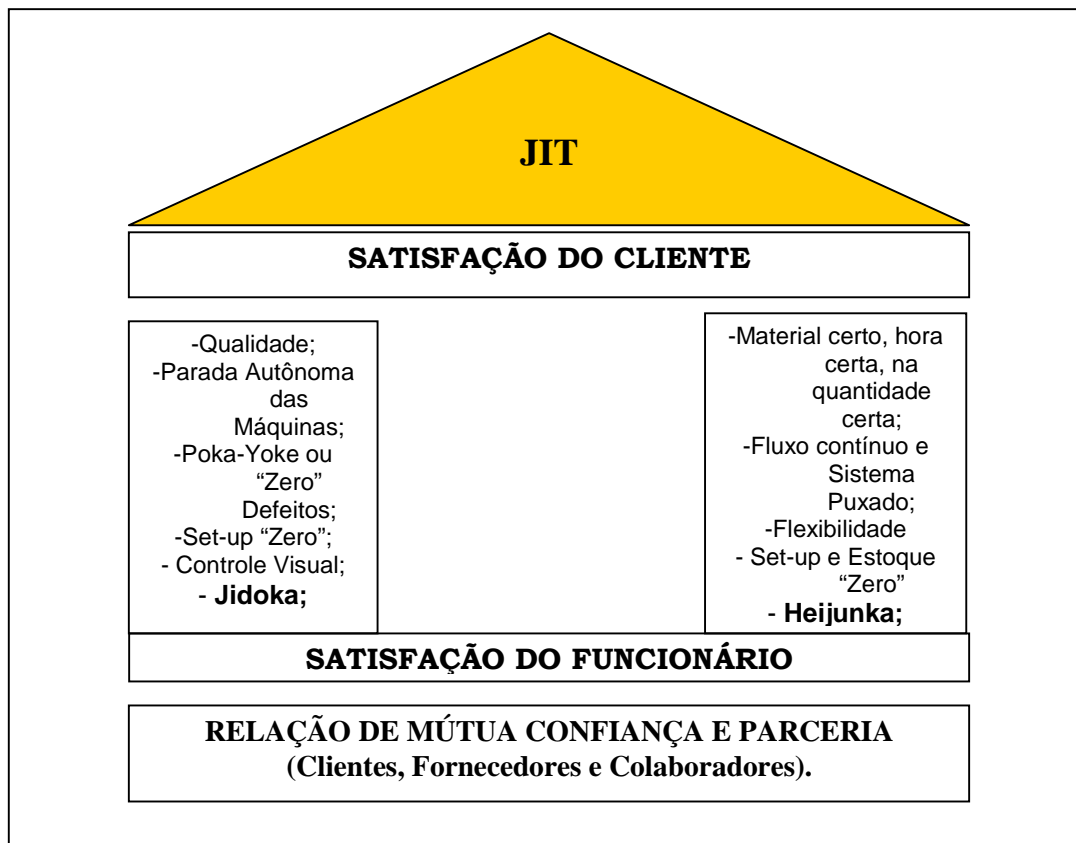 JIT
SATISFAÇÃO DO CLIENTE
-Qualidade;
-Parada Autônoma
das
Máquinas;
-Poka-Yoke ou
“Zero”
Defeitos;
-Set-up “Zero”;
- Controle Visual;
- Jidoka;
-Material certo, hora
certa, na
quantidade
certa;
-Fluxo contínuo e
Sistema
Puxado;
-Flexibilidade
- Set-up e Estoque
“Zero”
- Heijunka;
SATISFAÇÃO DO FUNCIONÁRIO
RELAÇÃO DE MÚTUA CONFIANÇA E PARCERIA
(Clientes, Fornecedores e Colaboradores).